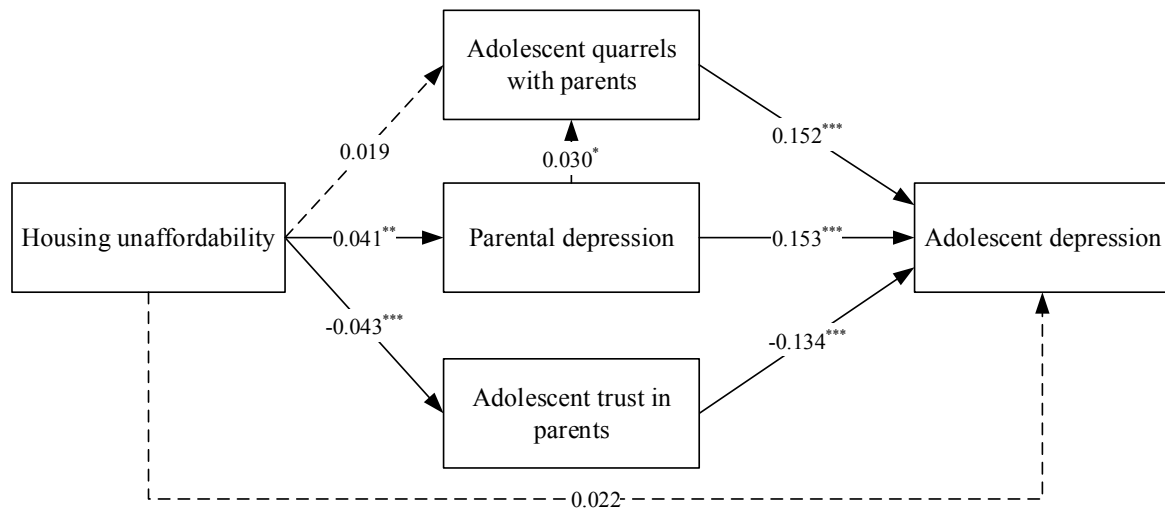 Adolescent quarrels
with parents
0.152***
0.019
0.030*
Housing unaffordability
0.041**
Parental depression
0.153***
Adolescent depression
-0.043***
-0.134***
Adolescent trust in
parents
0.022